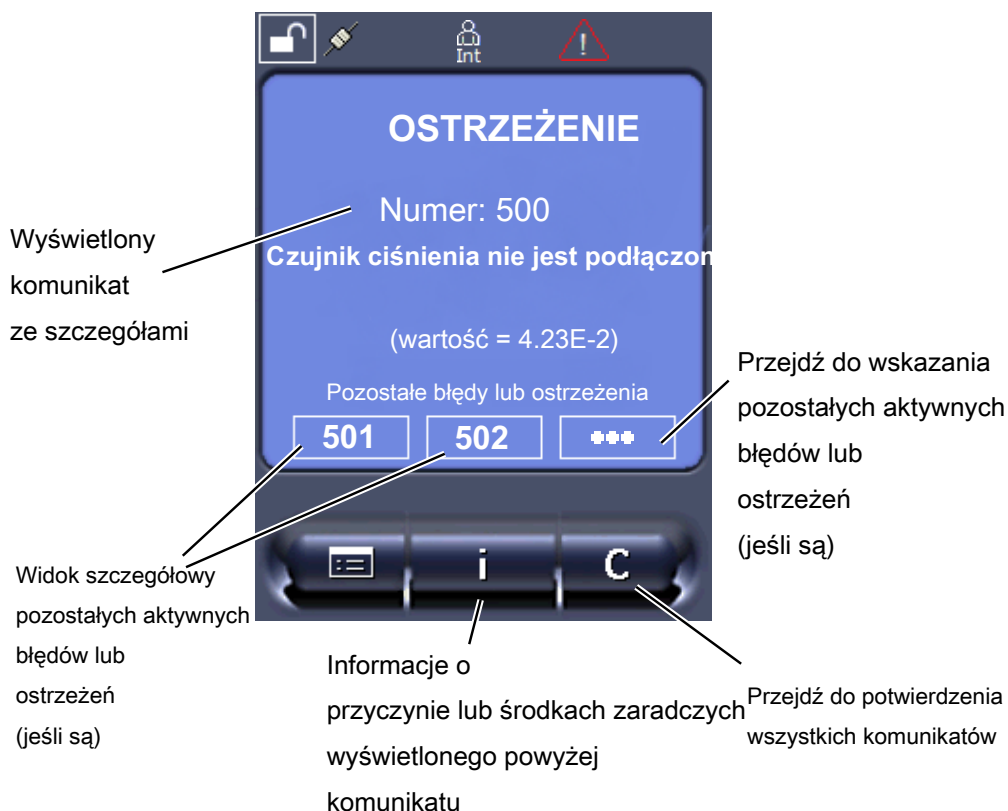 Int
OSTRZEŻENIE
Numer: 500
Czujnik ciśnienia nie jest podłączon
(wartość = 4.23E-2)
Pozostałe błędy lub ostrzeżenia
501
502
i
C
Wyświetlony
komunikat
ze szczegółami
Przejdź do wskazania
pozostałych aktywnych
błędów lub
ostrzeżeń
(jeśli są)
Widok szczegółowy
pozostałych aktywnych
błędów lub
ostrzeżeń
(jeśli są)
Informacje o
przyczynie lub środkach zaradczych
wyświetlonego powyżej
komunikatu
Przejdź do potwierdzenia
wszystkich komunikatów